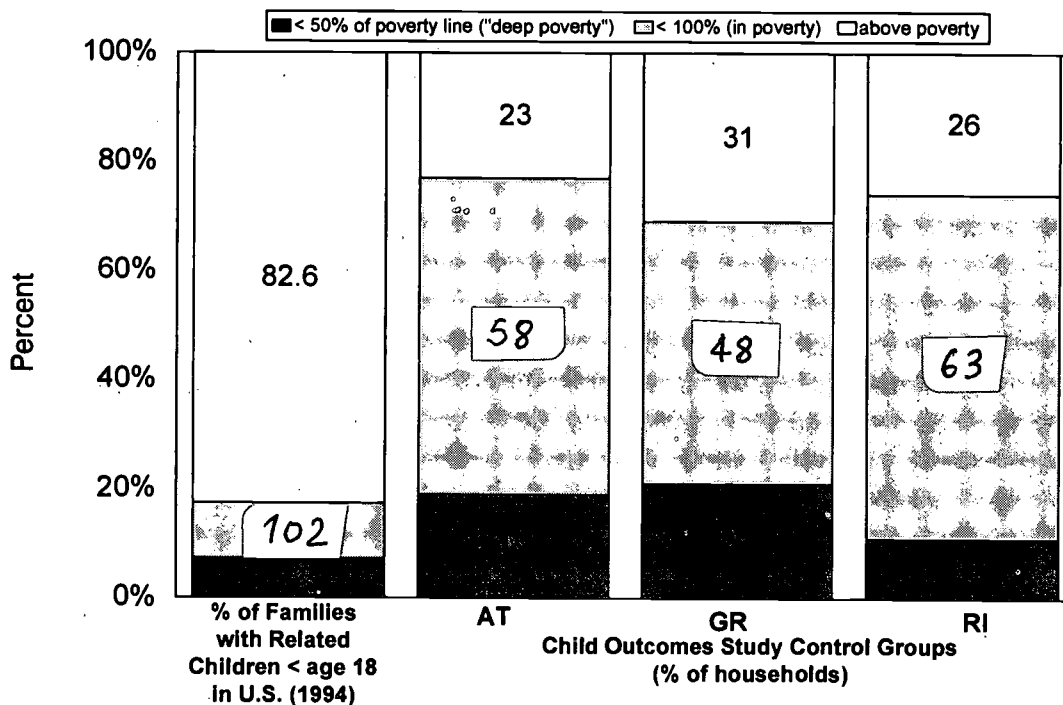 < 50% of poverty line ("deep poverty") < 100% (in poverty) above poverty
100%
80%
60%
40%
20%
0%
Percent
82.6
102
23
58
31
48
26
63
% of Families
with Related
Children < age 18
in U.S. (1994)
AT
GR
RI
Child Outcomes Study Control Groups
(% of households)